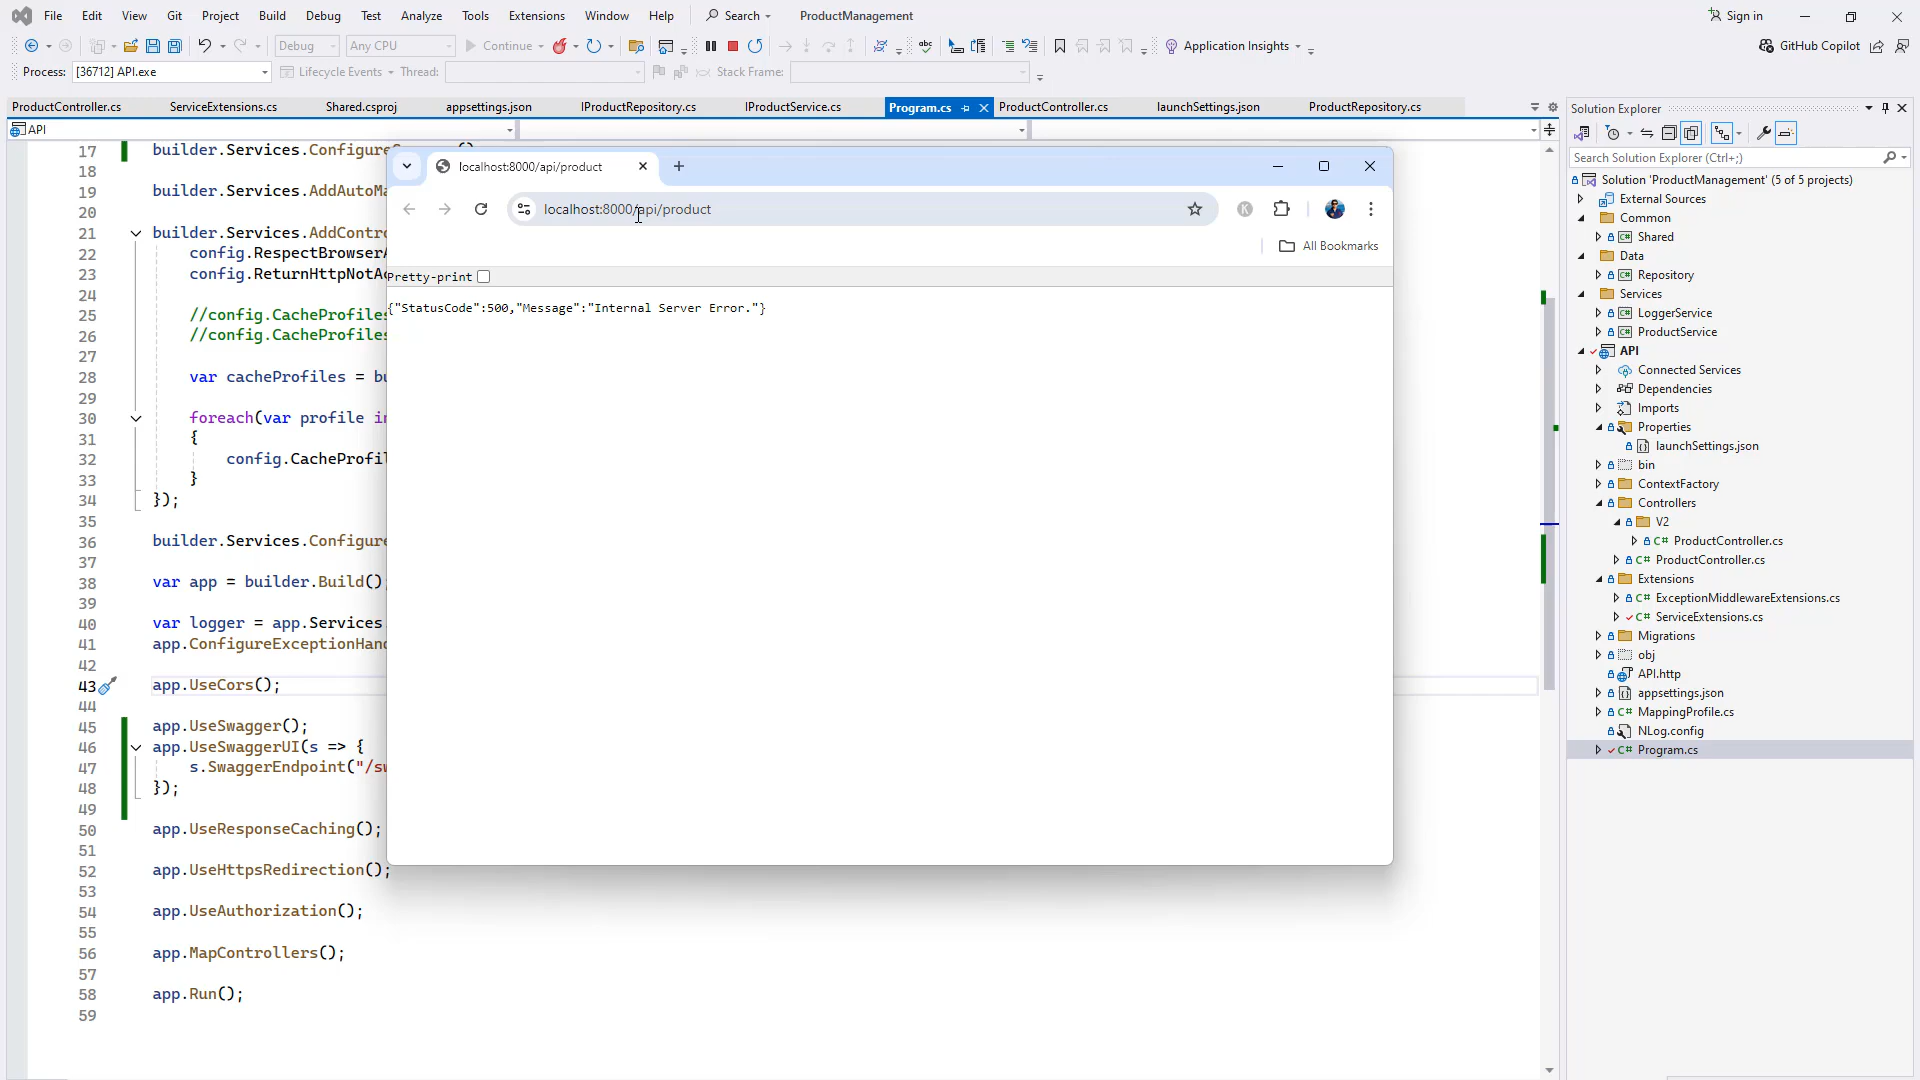 File Edit View Git Project Build Debug Test Analyze Tools Extensions Window Help Search ProductManagement Sign in
Debug Any CPU Continue Application Insights GitHub Copilot
Process: [36712] API.exe Lifecycle Events Thread: Stack Frame:
ProductController.cs ServiceExtensions.cs Shared.csproj appsettings.json IProductRepository.cs IProductService.cs Program.cs ProductController.cs launchSettings.json ProductRepository.cs
API
17 builder.Services.Configure
18
19 builder.Services.AddAutoMa
20
21 builder.Services.AddContro
22 config.RespectBrowserA
23 config.ReturnHttpNotAc
24
25 //config.CacheProfiles
26 //config.CacheProfiles
27
28 var cacheProfiles = bu
29
30 foreach(var profile in
31 {
32 config.CacheProfil
33 }
34 });
35
36 builder.Services.Configure
37
38 var app = builder.Build();
39
40 var logger = app.Services.
41 app.ConfigureExceptionHand
42
43 app.UseCors();
44
45 app.UseSwagger();
46 app.UseSwaggerUI(s => {
47 s.SwaggerEndpoint("/sw
48 });
49
50 app.UseResponseCaching();
51
52 app.UseHttpsRedirection();
53
54 app.UseAuthorization();
55
56 app.MapControllers();
57
58 app.Run();
59
localhost:8000/api/product
localhost:8000/api/product K
All Bookmarks
Pretty-print
{"StatusCode":500,"Message":"Internal Server Error."}
Solution Explorer
Search Solution Explorer (Ctrl+;)
Solution 'ProductManagement' (5 of 5 projects)
External Sources
Common
C# Shared
Data
C# Repository
Services
C# LoggerService
C# ProductService
API
Connected Services
Dependencies
Imports
Properties
launchSettings.json
bin
ContextFactory
Controllers
V2
C# ProductController.cs
C# ProductController.cs
Extensions
C# ExceptionMiddlewareExtensions.cs
C# ServiceExtensions.cs
Migrations
obj
API.http
appsettings.json
C# MappingProfile.cs
NLog.config
C# Program.cs